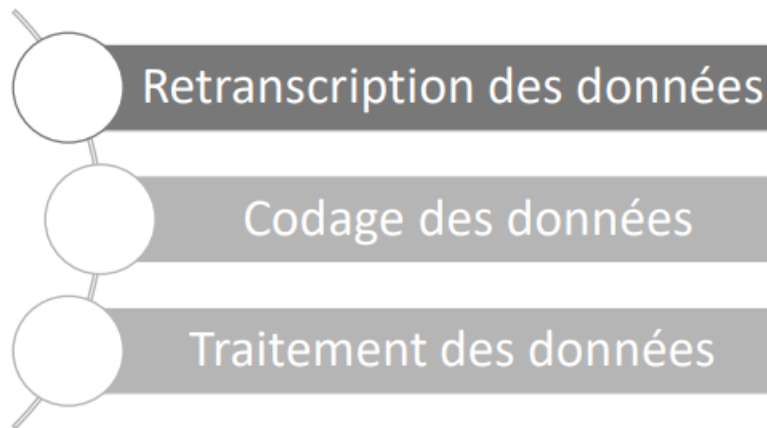 Retranscription des données
Codage des données
Traitement des données